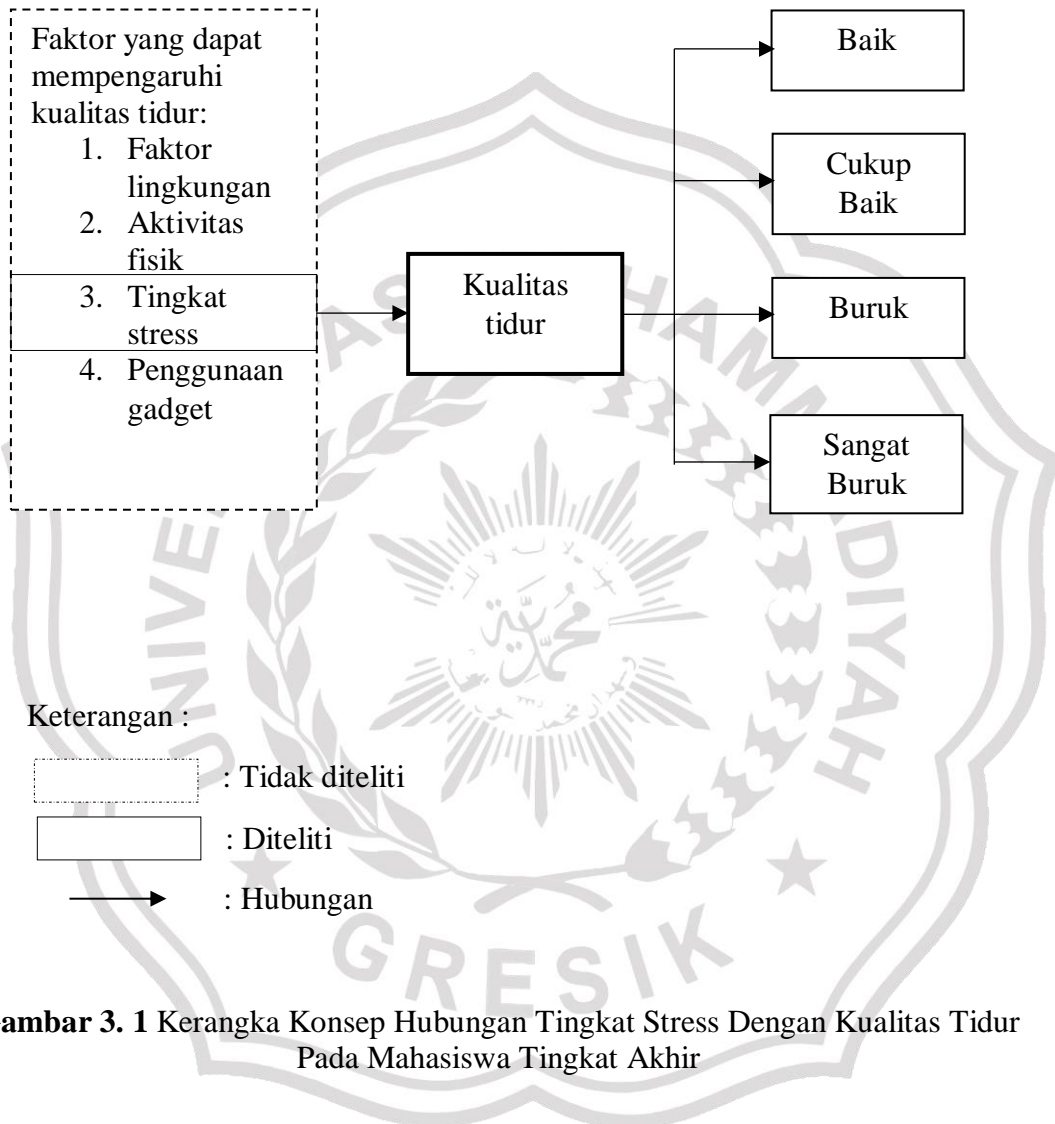 Faktor yang dapat
mempengaruhi
kualitas tidur:
1. Faktor
lingkungan
2. Aktivitas
fisik
3. Tingkat
stress
4. Penggunaan
gadget
Kualitas
tidur
Baik
Cukup
Baik
Buruk
Sangat
Buruk
Keterangan :
: Tidak diteliti
: Diteliti
: Hubungan
ambar 3. 1 Kerangka Konsep Hubungan Tingkat Stress Dengan Kualitas Tidur
Pada Mahasiswa Tingkat Akhir
GRESIK
محمد